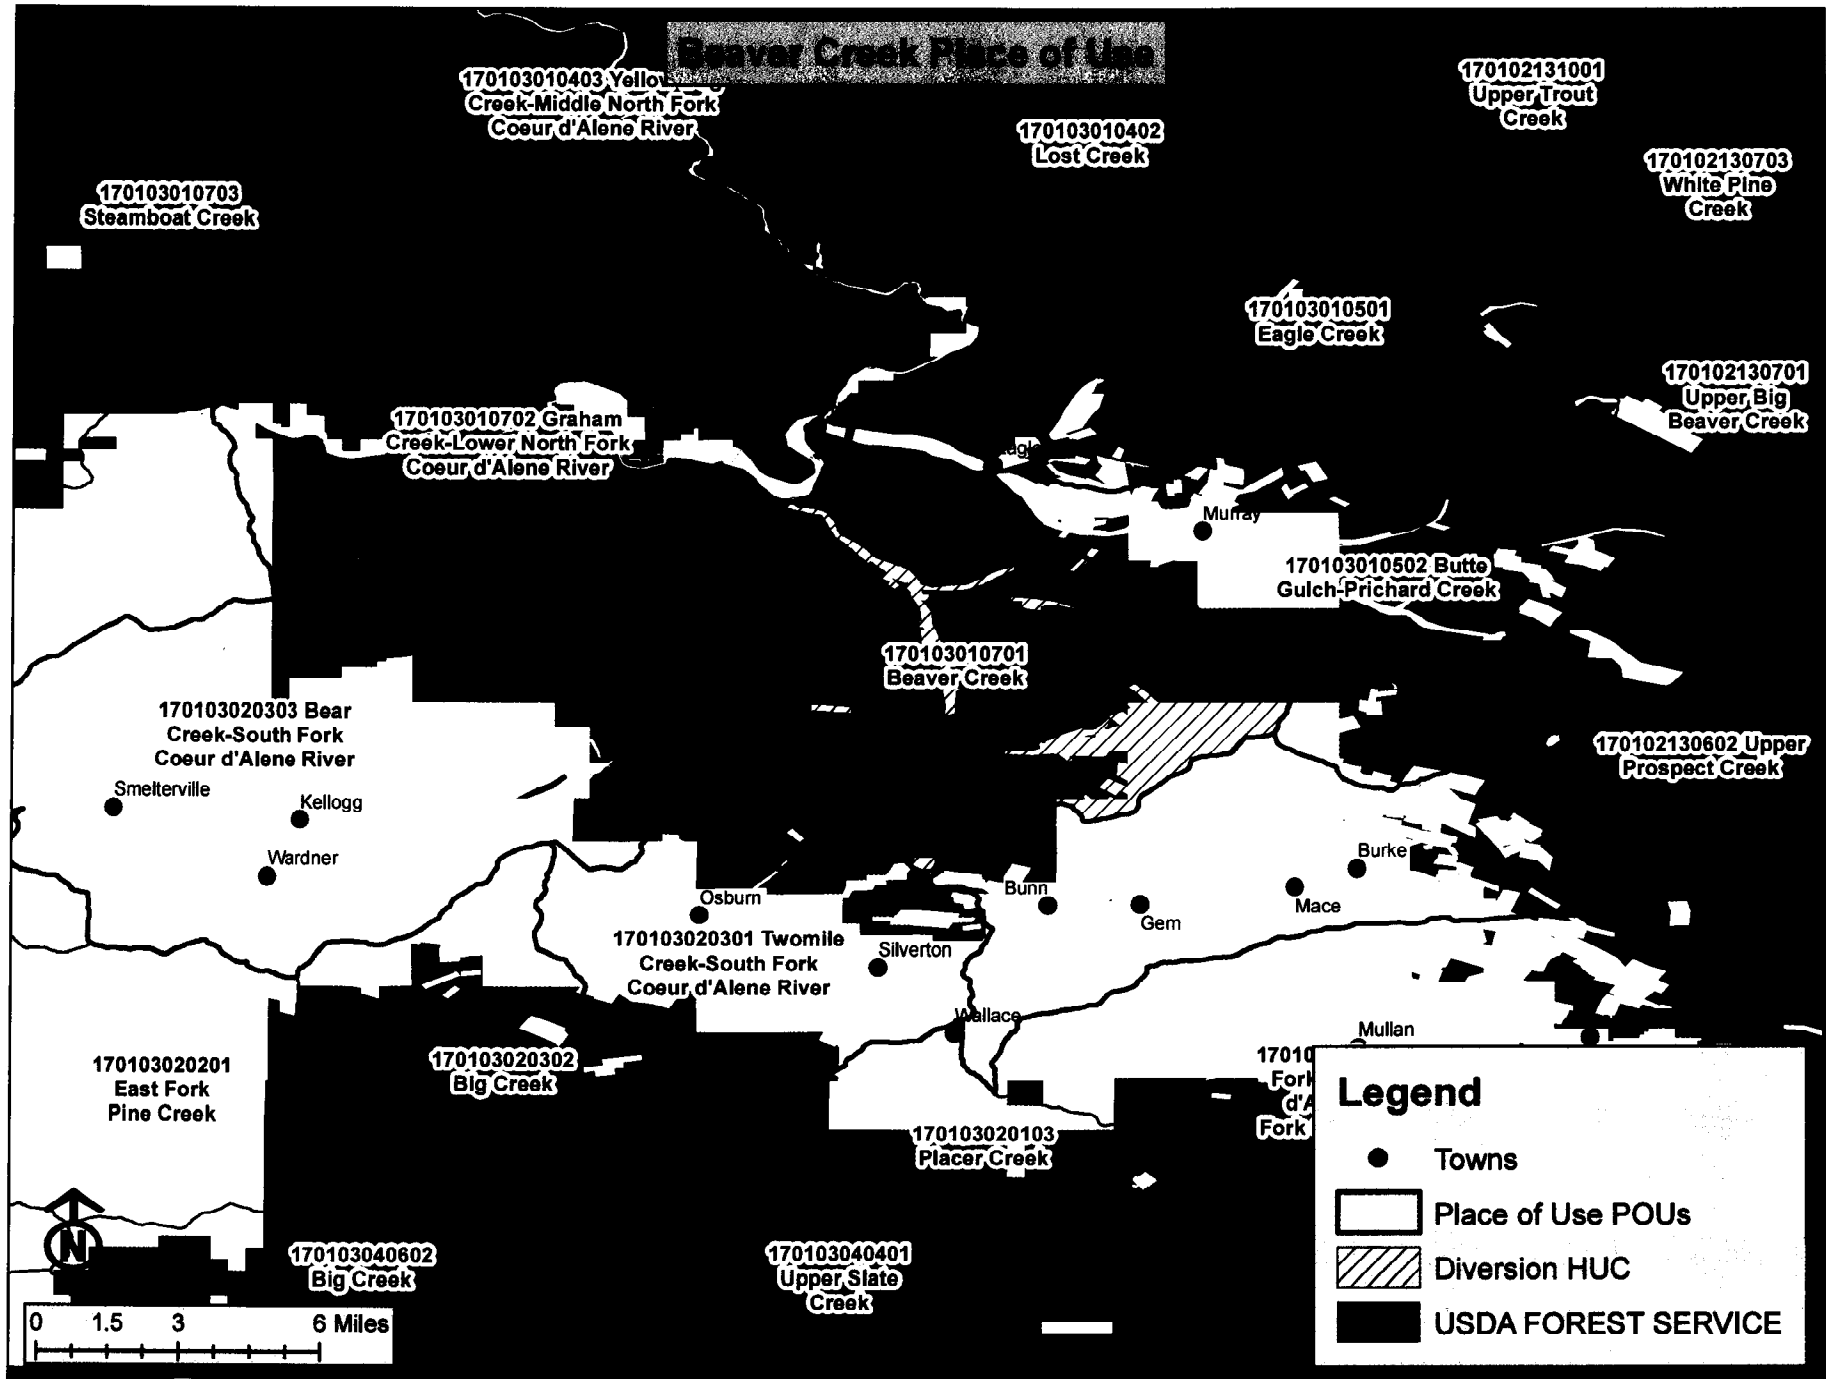 Beaver Creek Place of Use
170103010403 Yellow
Creek-Middle North Fork
Coeur d'Alene River
170102131001
Upper Trout
Creek
170103010402
Lost Creek
170102130703
White Pine
Creek
170103010703
Steamboat Creek
170103010501
Eagle Creek
170102130701
Upper Big
Beaver Creek
170103010702 Graham
Creek-Lower North Fork
Coeur d'Alene River
Murray
170103010502 Butte
Gulch-Prichard Creek
170103010701
Beaver Creek
170103020303 Bear
Creek-South Fork
Coeur d'Alene River
170102130602 Upper
Prospect Creek
Smelterville
Kellogg
Wardner
Burke
Bunn
Osburn
Mace
Gem
170103020301 Twomile
Creek-South Fork
Coeur d'Alene River
Silverton
Wallace
Mullan
170103020201
East Fork
Pine Creek
170103020302
Big Creek
17010
Fork
d'A
Fork
170103020103
Placer Creek
Legend
Towns
Place of Use POUs
Diversion HUC
USDA FOREST SERVICE
N
170103040602
Big Creek
170103040401
Upper Slate
Creek
0 1.5 3 6 Miles